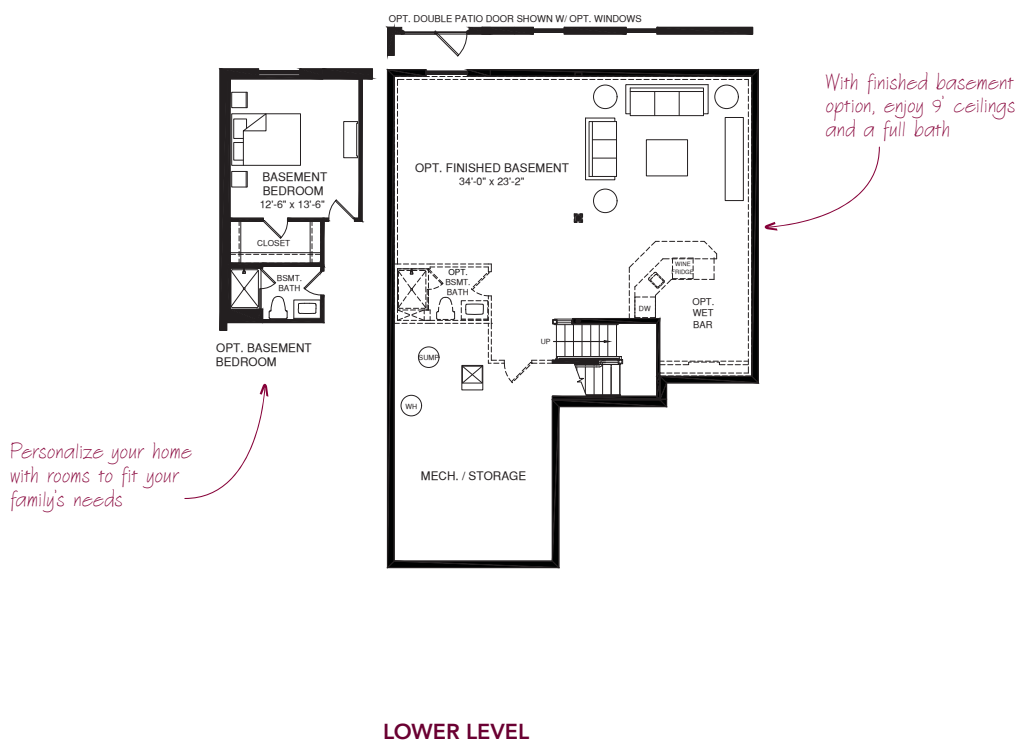 OPT. DOUBLE PATIO DOOR SHOWN W/ OPT. WINDOWS
With finished basement
option, enjoy 9' ceilings
and a full bath
OPT. FINISHED BASEMENT
34'-0" x 23'-2"
BASEMENT
BEDROOM
12'-6" x 13'-6"
CLOSET
BSMT.
BATH
OPT. BASEMENT
BEDROOM
OPT.
BSMT.
BATH
WINE
FRIDGE
DW
OPT.
WET
BAR
UP
SUMP
WH
MECH. / STORAGE
Personalize your home
with rooms to fit your
family's needs
LOWER LEVEL